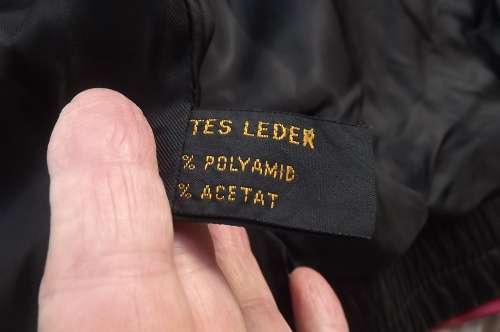 TES LEDER
% POLYAMID
% ACETAT